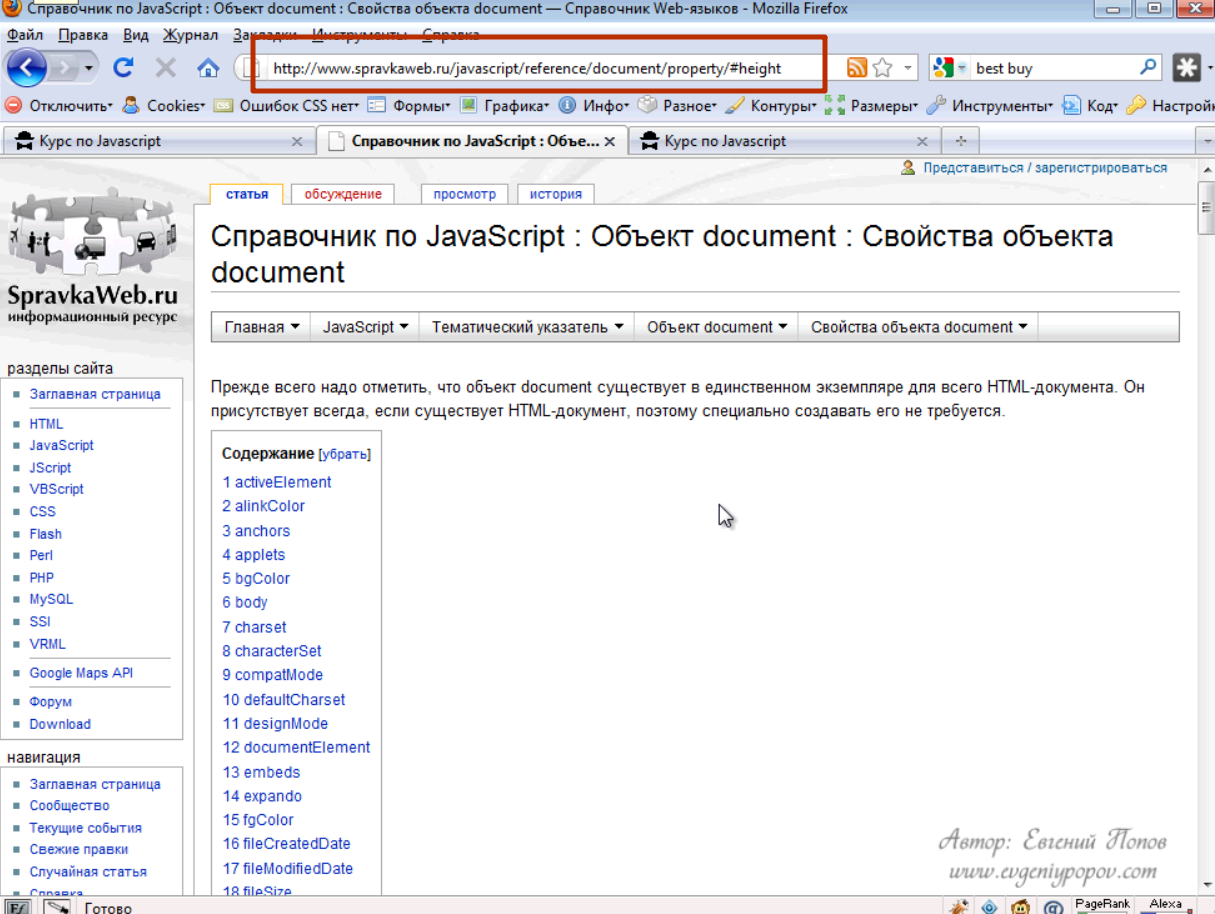 Справочник по JavaScript : Объект document : Свойства объекта document — Справочник Web-языков - Mozilla Firefox
Файл Правка Вид Журнал Закладки Инструменты Справка
http://www.spravkaweb.ru/javascript/reference/document/property/#height
best buy
Отключить Cookies Ошибок CSS нет Формы Графика Инфо Разное Контуры Размеры Инструменты Код Настрой
Курс по Javascript
Справочник по JavaScript : Объе...
Курс по Javascript
Представиться / зарегистрироваться
статья обсуждение просмотр история
Справочник по JavaScript : Объект document : Свойства объекта
document
SpravkaWeb.ru
информационный ресурс
Главная JavaScript Тематический указатель Объект document Свойства объекта document
разделы сайта
Заглавная страница
HTML
JavaScript
JScript
VBScript
CSS
Flash
Perl
PHP
MySQL
SSI
VRML
Google Maps API
Форум
Download
навигация
Заглавная страница
Сообщество
Текущие события
Свежие правки
Случайная статья
Справка
Прежде всего надо отметить, что объект document существует в единственном экземпляре для всего HTML-документа. Он
присутствует всегда, если существует HTML-документ, поэтому специально создавать его не требуется.
Содержание [убрать]
1 activeElement
2 alinkColor
3 anchors
4 applets
5 bgColor
6 body
7 charset
8 characterSet
9 compatMode
10 defaultCharset
11 designMode
12 documentElement
13 embeds
14 expando
15 fgColor
16 fileCreatedDate
17 fileModifiedDate
18 fileSize
Автор: Евгений Попов
www.evgeniypopov.com
Готово
PageRank Alexa